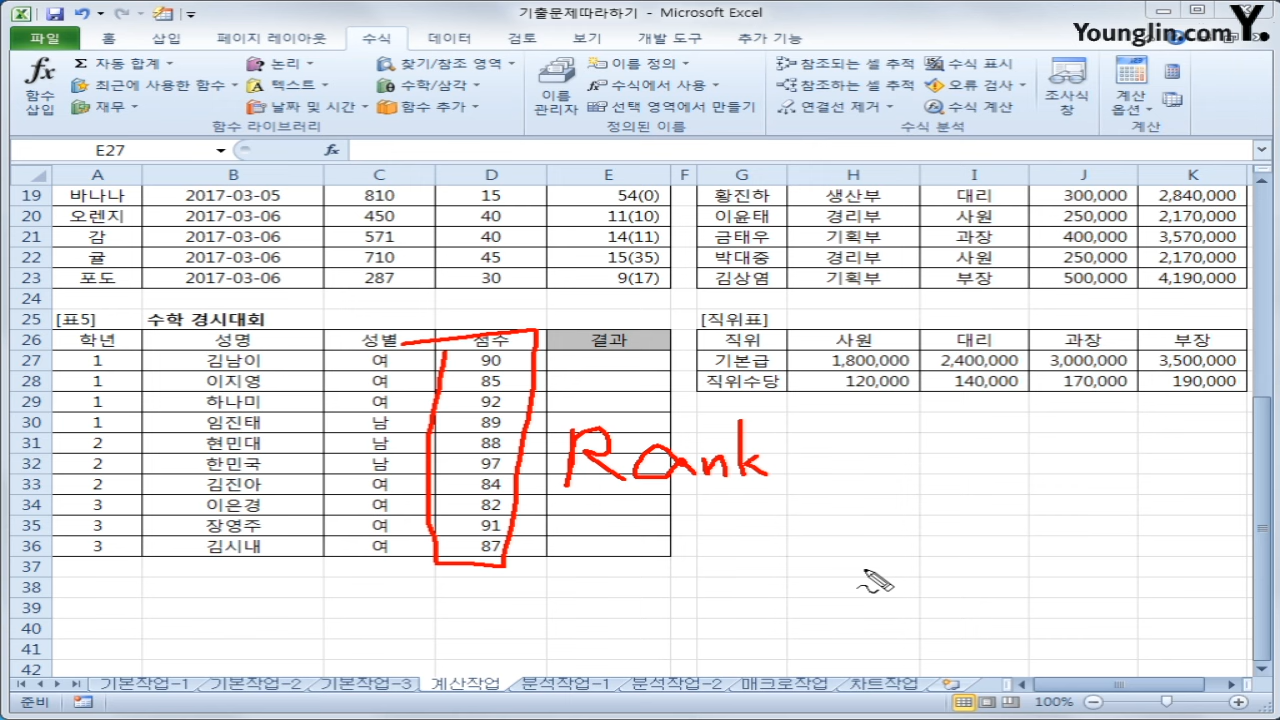 기출문제따라하기 - Microsoft Excel
Younglin.com Y.
파일 홈 삽입 페이지 레이아웃 수식 데이터 검토 보기 개발 도구 추가 기능
fx 함수 삽입
Σ 자동 합계
최근에 사용한 함수
재무
논리
텍스트
날짜 및 시간
찾기/참조 영역
수학/삼각
함수 추가
함수 라이브러리
이름 관리자
이름 정의
수식에서 사용
선택 영역에서 만들기
정의된 이름
참조되는 셀 추적
참조하는 셀 추적
연결선 제거
수식 표시
오류 검사
수식 계산
수식 분석
조사식 창
계산 옵션
계산
E27 fx
A B C D E F G H I J K
19 바나나 2017-03-05 810 15 54(0) 황진하 생산부 대리 300,000 2,840,000
20 오렌지 2017-03-06 450 40 11(10) 이윤태 경리부 사원 250,000 2,170,000
21 감 2017-03-06 571 40 14(11) 금태우 기획부 과장 400,000 3,570,000
22 귤 2017-03-06 710 45 15(35) 박대중 경리부 사원 250,000 2,170,000
23 포도 2017-03-06 287 30 9(17) 김상염 기획부 부장 500,000 4,190,000
24
25 [표5] 수학 경시대회 [직위표]
26 학년 성명 성별 점수 결과 직위 사원 대리 과장 부장
27 1 김남이 여 90 기본급 1,800,000 2,400,000 3,000,000 3,500,000
28 1 이지영 여 85 직위수당 120,000 140,000 170,000 190,000
29 1 하나미 여 92
30 1 임진태 남 89
31 2 현민대 남 88
32 2 한민국 남 97
33 2 김진아 여 84
34 3 이은경 여 82
35 3 장영주 여 91
36 3 김시내 여 87
Rank
37
38
39
40
41
42
기본작업-1 기본작업-2 기본작업-3 계산작업 분석작업-1 분석작업-2 매크로작업 차트작업
준비 100%